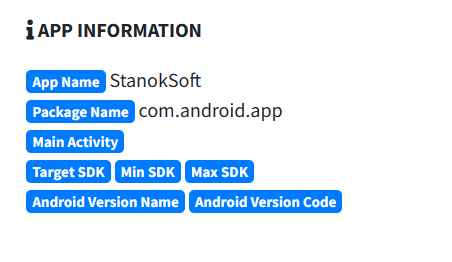 APP INFORMATION
App Name StanokSoft
Package Name com.android.app
Main Activity
Target SDK Min SDK Max SDK
Android Version Name Android Version Code